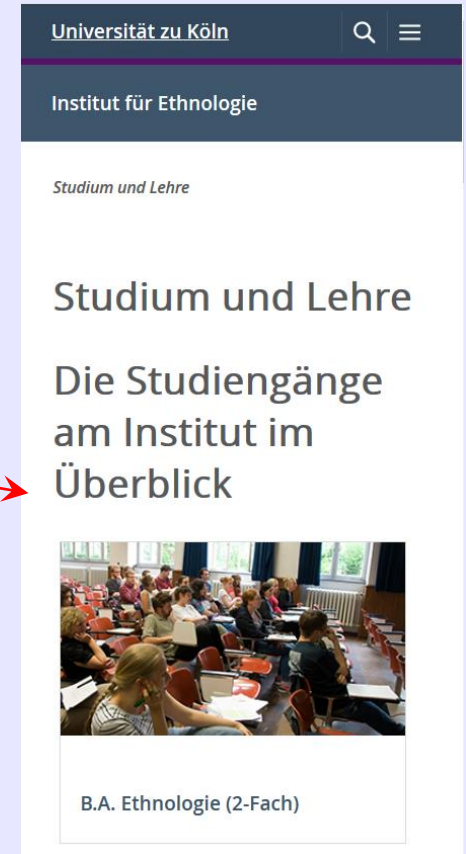 Universität zu Köln
Institut für Ethnologie
Studium und Lehre
Studium und Lehre
Die Studiengänge
am Institut im
Überblick
B.A. Ethnologie (2-Fach)